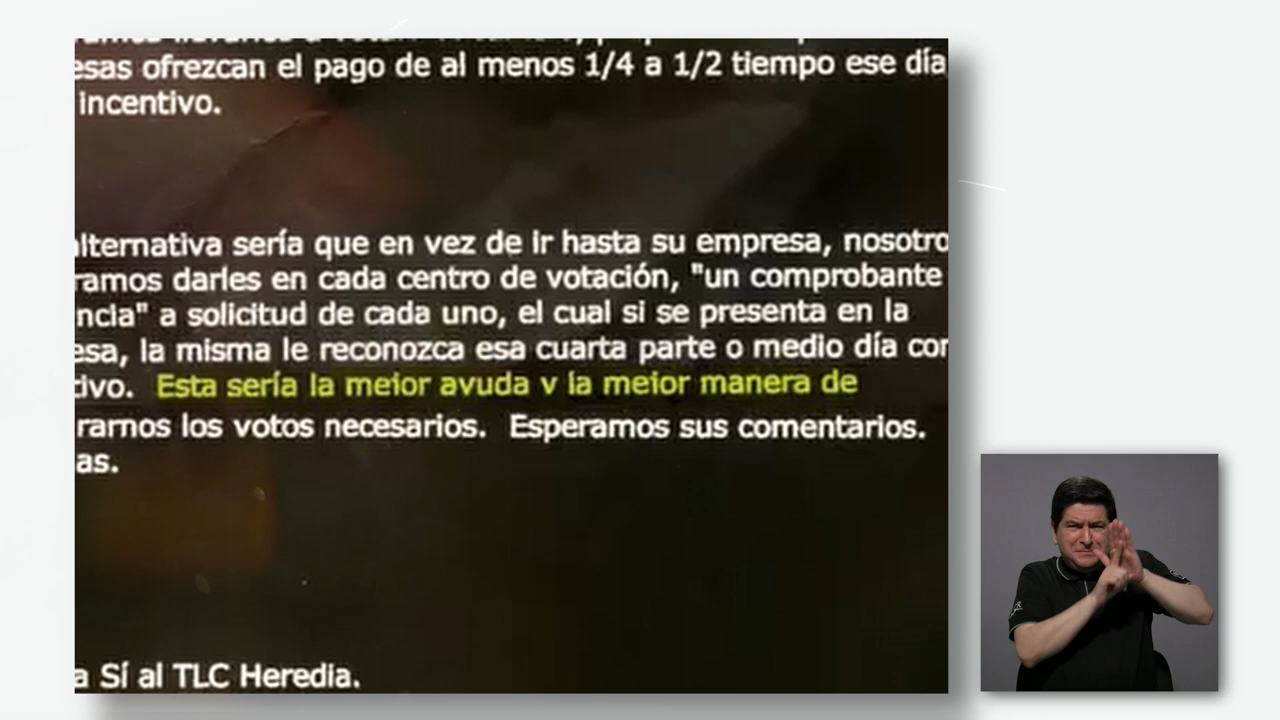 esas ofrezcan el pago de al menos 1/4 a 1/2 tiempo ese día
incentivo.
alternativa sería que en vez de ir hasta su empresa, nosotro
ramos darles en cada centro de votación, "un comprobante
ncia" a solicitud de cada uno, el cual si se presenta en la
esa, la misma le reconozca esa cuarta parte o medio día con
tivo. Esta sería la mejor ayuda y la mejor manera de
rarnos los votos necesarios. Esperamos sus comentarios.
as.
a Sí al TLC Heredia.